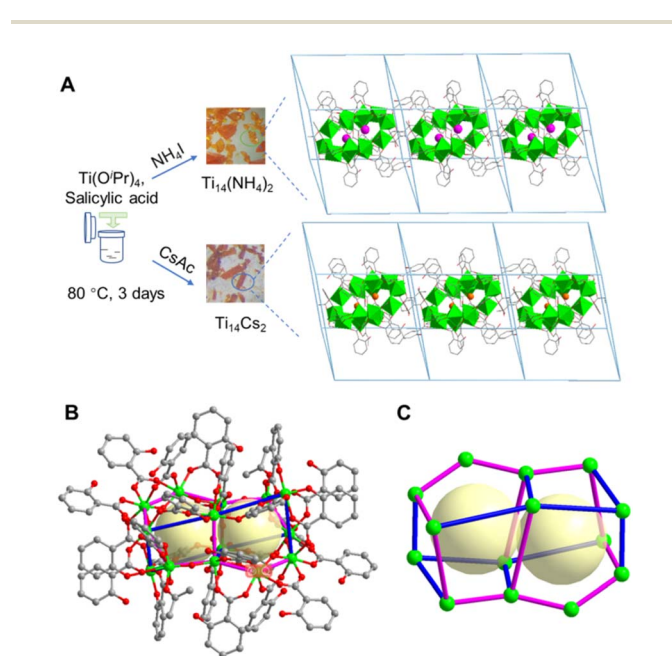 A
NH₄I
Ti(OⁱPr)₄,
Salicylic acid
Ti₁₄(NH₄)₂
CsAc
80 °C, 3 days
Ti₁₄Cs₂
B
C